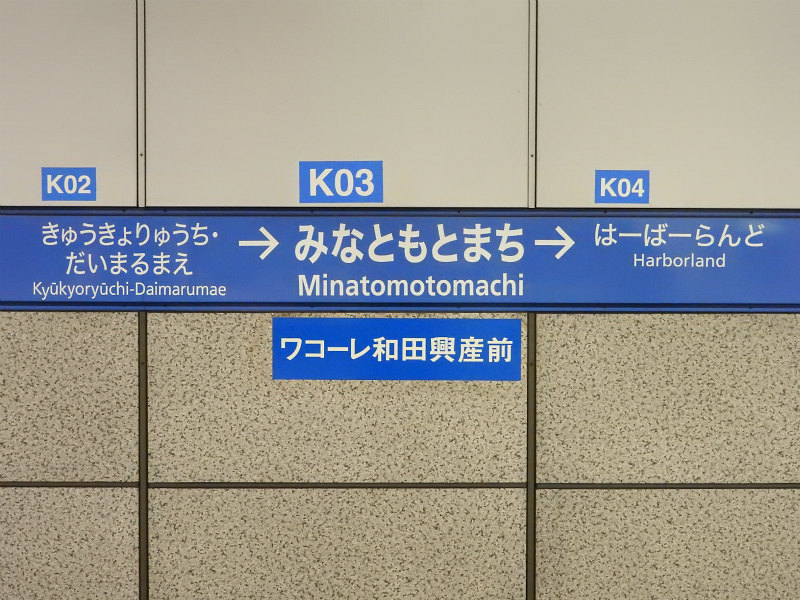 K02
K03
K04
きゅうきょりゅうち・
だいまるまえ
Kyūkyoryūchi-Daimarumae
→
みなともとまち
Minatomotomachi
→
はーばーらんど
Harborland
ワコーレ和田興産前